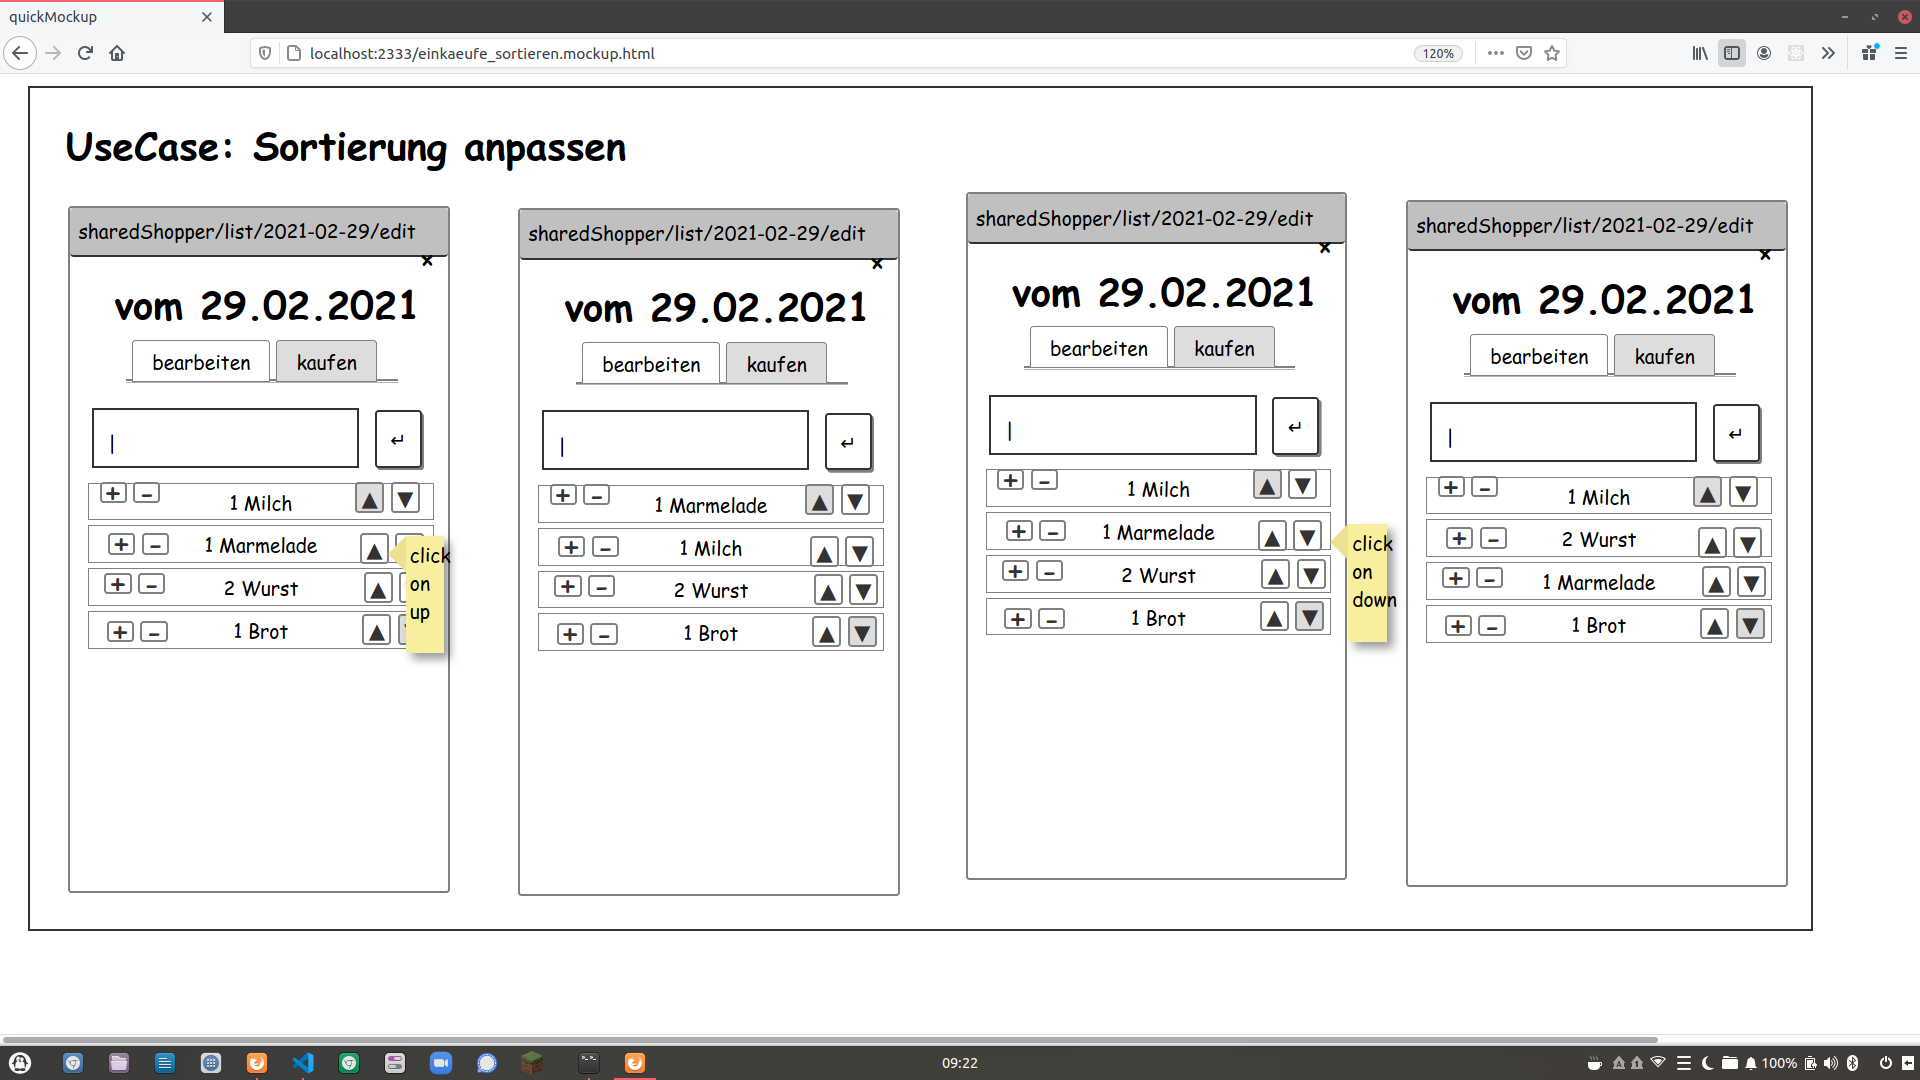 quickMockup
localhost:2333/einkaeufe_sortieren.mockup.html
120%
UseCase: Sortierung anpassen
sharedShopper/list/2021-02-29/edit
x
vom 29.02.2021
bearbeiten
kaufen
|
↵
+ - 1 Milch ▲ ▼
+ - 1 Marmelade ▲
+ - 2 Wurst ▲
+ - 1 Brot ▲
click
on
up
sharedShopper/list/2021-02-29/edit
x
vom 29.02.2021
bearbeiten
kaufen
|
↵
+ - 1 Marmelade ▲ ▼
+ - 1 Milch ▲ ▼
+ - 2 Wurst ▲ ▼
+ - 1 Brot ▲ ▼
sharedShopper/list/2021-02-29/edit
x
vom 29.02.2021
bearbeiten
kaufen
|
↵
+ - 1 Milch ▲ ▼
+ - 1 Marmelade ▲ ▼
+ - 2 Wurst ▲ ▼
+ - 1 Brot ▲ ▼
click
on
down
sharedShopper/list/2021-02-29/edit
x
vom 29.02.2021
bearbeiten
kaufen
|
↵
+ - 1 Milch ▲ ▼
+ - 2 Wurst ▲ ▼
+ - 1 Marmelade ▲ ▼
+ - 1 Brot ▲ ▼
09:22
100%